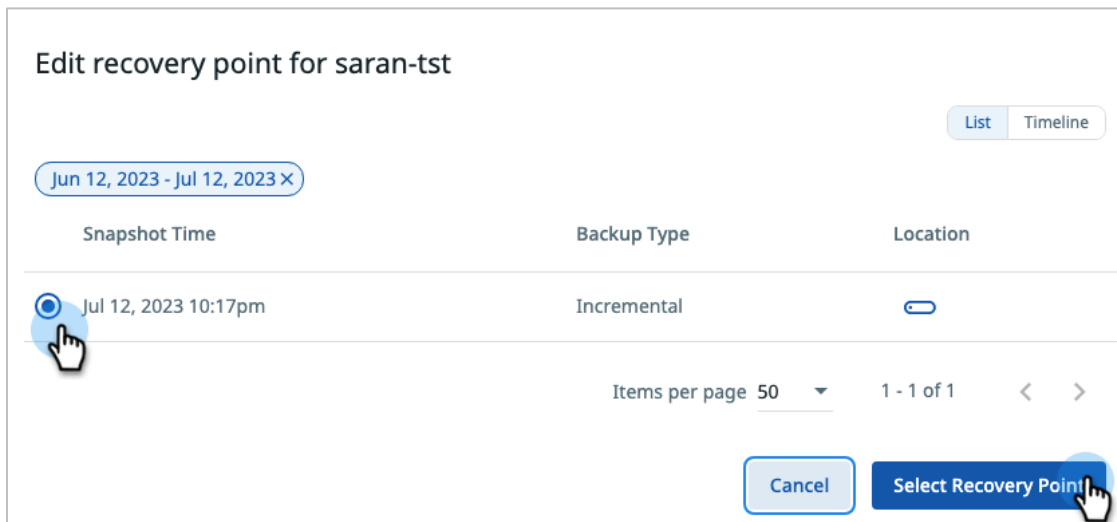 Edit recovery point for saran-tst
List Timeline
Jun 12, 2023 - Jul 12, 2023 ×
Snapshot Time Backup Type Location
Jul 12, 2023 10:17pm Incremental
Items per page 50 1 - 1 of 1
Cancel Select Recovery Point